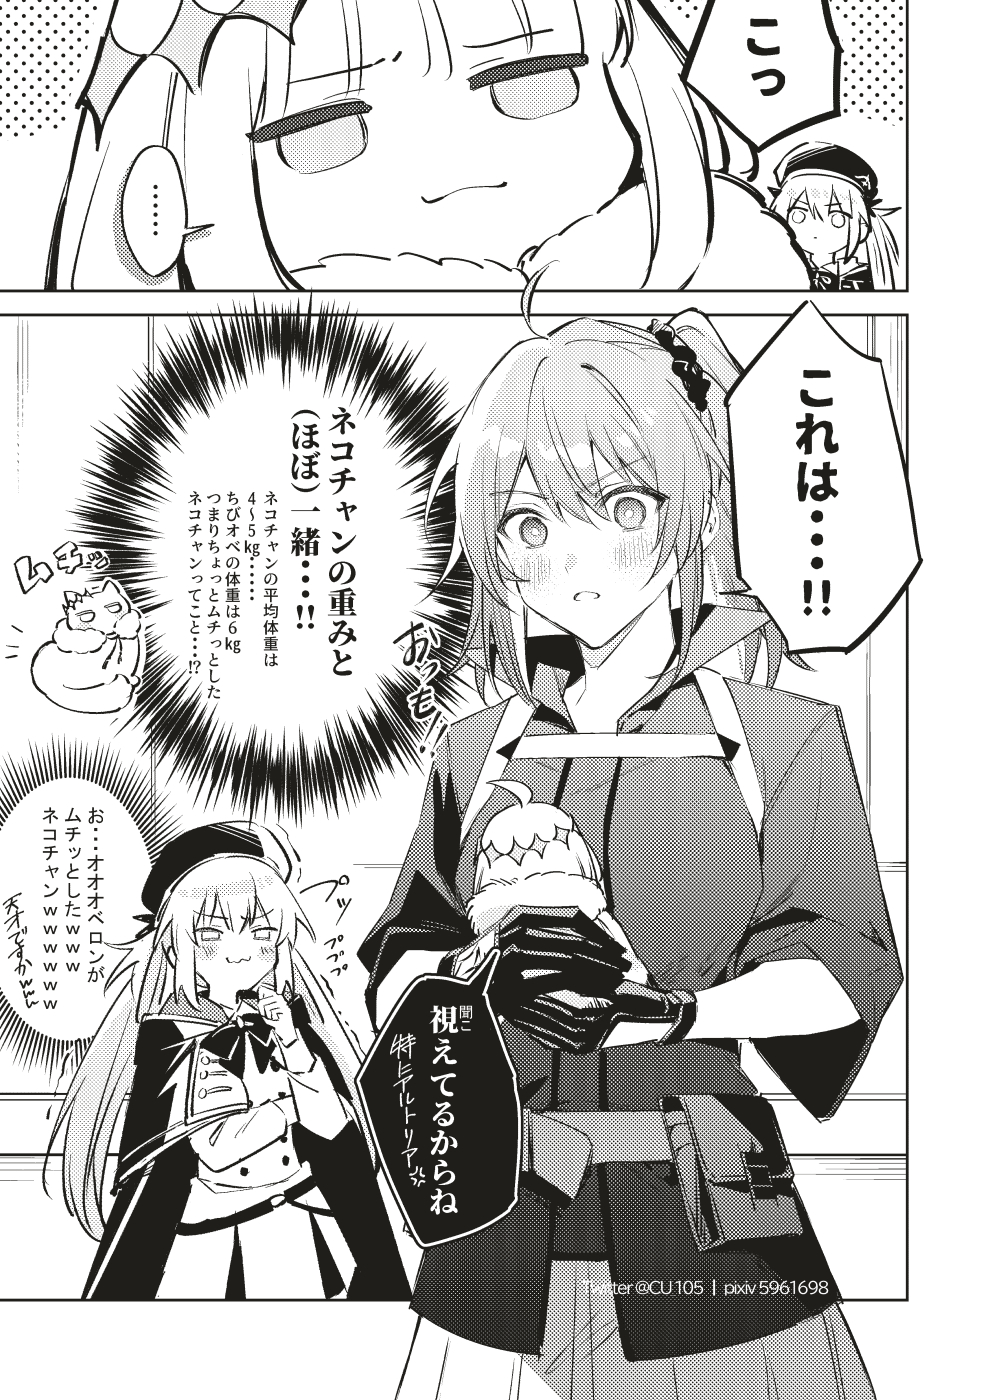 こっ
……
これは…!!
ネコチャンの重みと
(ほぼ)一緒…!!
ネコチャンの平均体重は
4～5㎏……
ちびオベの体重は6㎏
つまりちょっとムチっとした
ネコチャンってこと…!?
おっも!!
ムチッ
お…オオオベロンが
ムチッとしたwww
ネコチャンwwwwww
天才ですかww
プッ
プププ
視えてるからね
聞こ
特にアルトリアー
Twitter@CU105 | pixiv 5961698